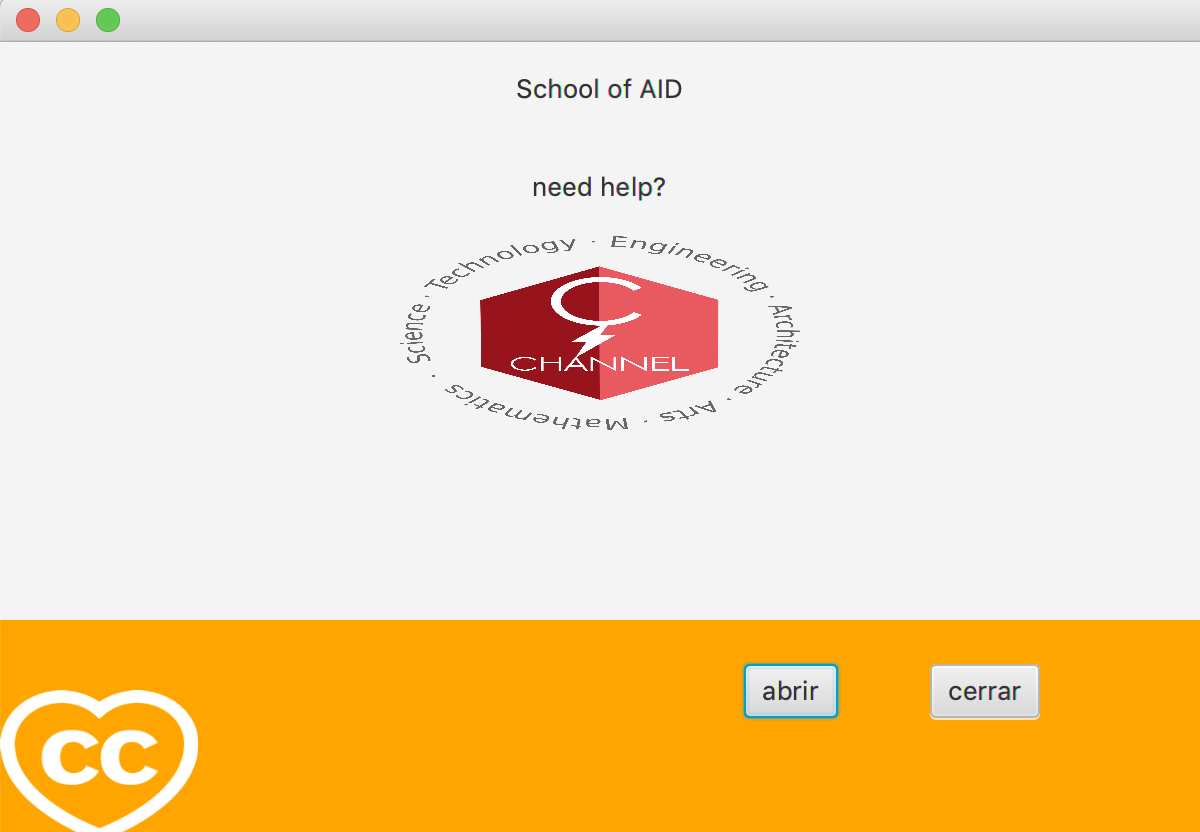 School of AID
need help?
Science · Technology · Engineering · Architecture · Arts · Mathematics ·
C
CHANNEL
abrir
cerrar
cc